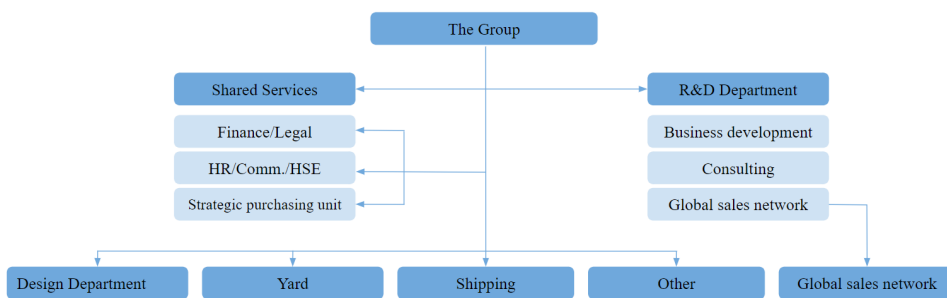 The Group
Shared Services
R&D Department
Finance/Legal
Business development
HR/Comm./HSE
Consulting
Strategic purchasing unit
Global sales network
Design Department
Yard
Shipping
Other
Global sales network